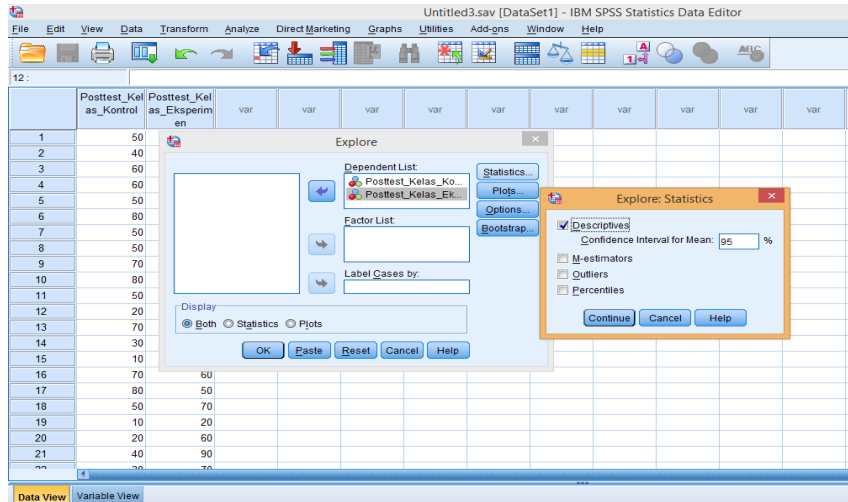 Untitled3.sav [DataSet1] - IBM SPSS Statistics Data Editor
File Edit View Data Transform Analyze Direct Marketing Graphs Utilities Add-ons Window Help
12 :
Posttest_Kel as_Kontrol
Posttest_Kel as_Eksperim en
var var var var var var var var var var
1 50
2 40
3 60
4 60
5 50
6 80
7 50
8 50
9 70
10 80
11 50
12 20
13 70
14 30
15 10
16 70 60
17 80 50
18 50 70
19 10 20
20 20 60
21 40 90
Explore
Dependent List:
Posttest_Kelas_Ko...
Posttest_Kelas_Ek...
Factor List:
Label Cases by:
Statistics...
Plots...
Options...
Bootstrap...
Display
Both Statistics Plots
OK Paste Reset Cancel Help
Explore: Statistics
Descriptives
Confidence Interval for Mean: 95 %
M-estimators
Outliers
Percentiles
Continue Cancel Help
Data View Variable View